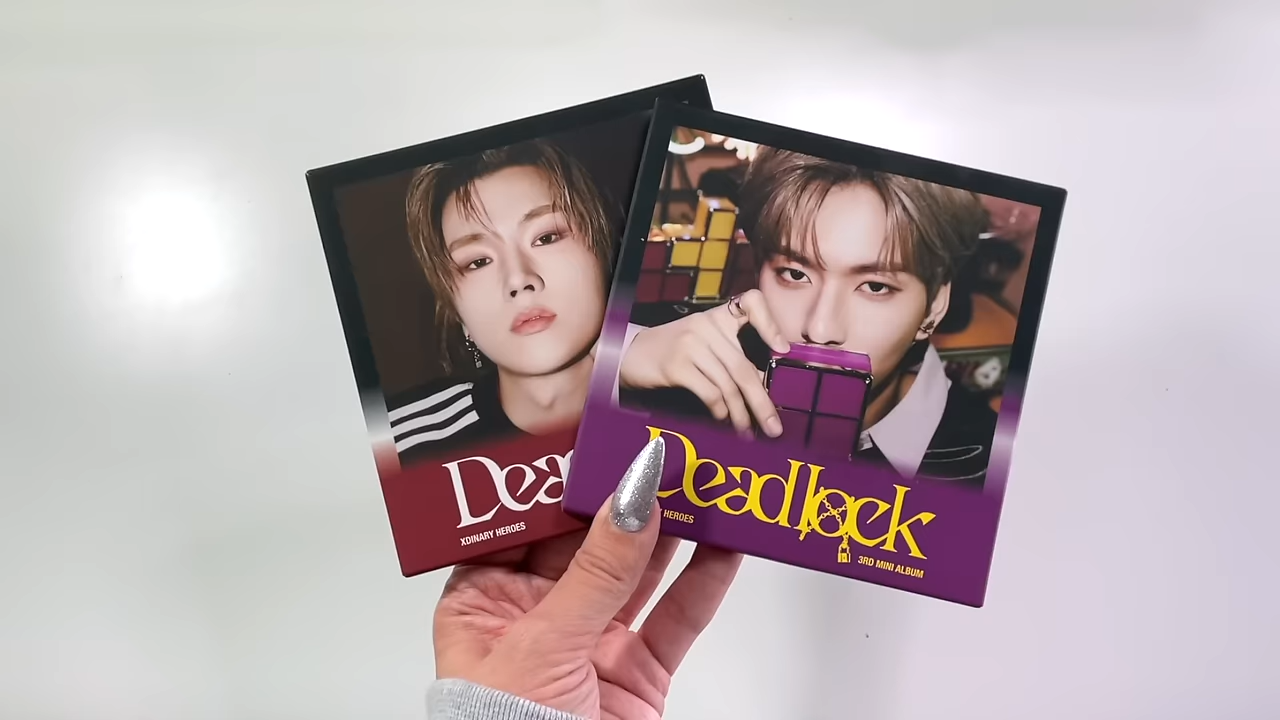 Dea
XDINARY HEROES
Deadlock
HEROES
3RD MINI ALBUM